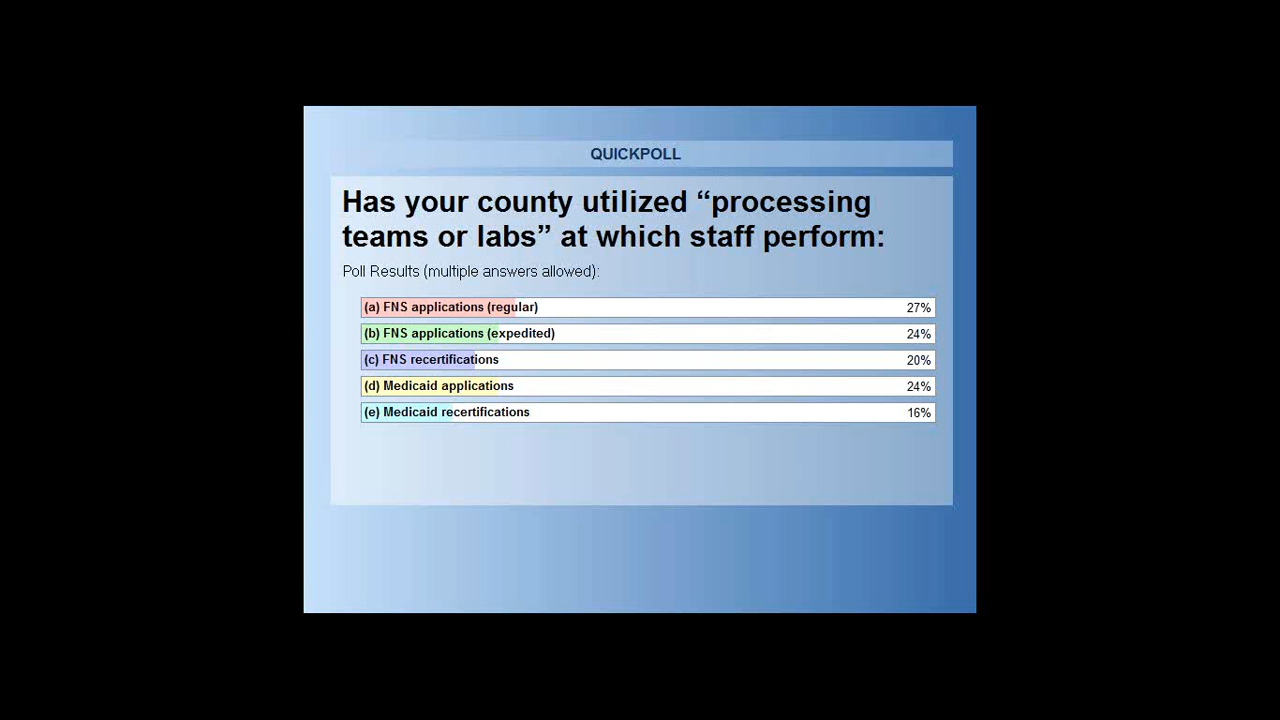 QUICKPOLL
Has your county utilized “processing
teams or labs” at which staff perform:
Poll Results (multiple answers allowed):
(a) FNS applications (regular) 27%
(b) FNS applications (expedited) 24%
(c) FNS recertifications 20%
(d) Medicaid applications 24%
(e) Medicaid recertifications 16%